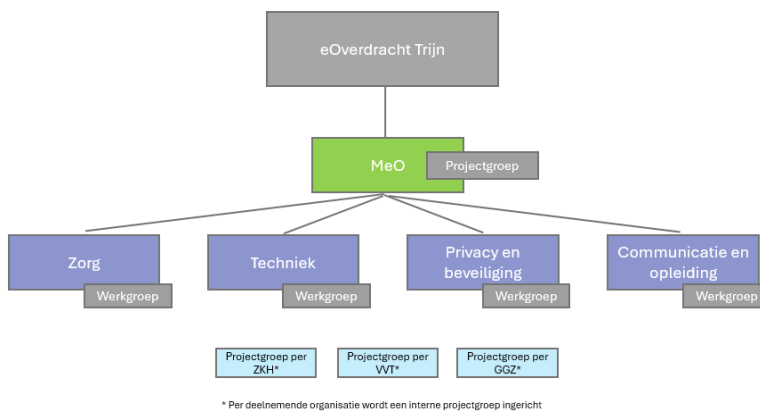 eOverdracht Trijn
MeO
Projectgroep
Zorg
Techniek
Privacy en
beveiliging
Communicatie en
opleiding
Werkgroep
Werkgroep
Werkgroep
Werkgroep
Projectgroep per
ZKH*
Projectgroep per
VVT*
Projectgroep per
GGZ*
* Per deelnemende organisatie wordt een interne projectgroep ingericht